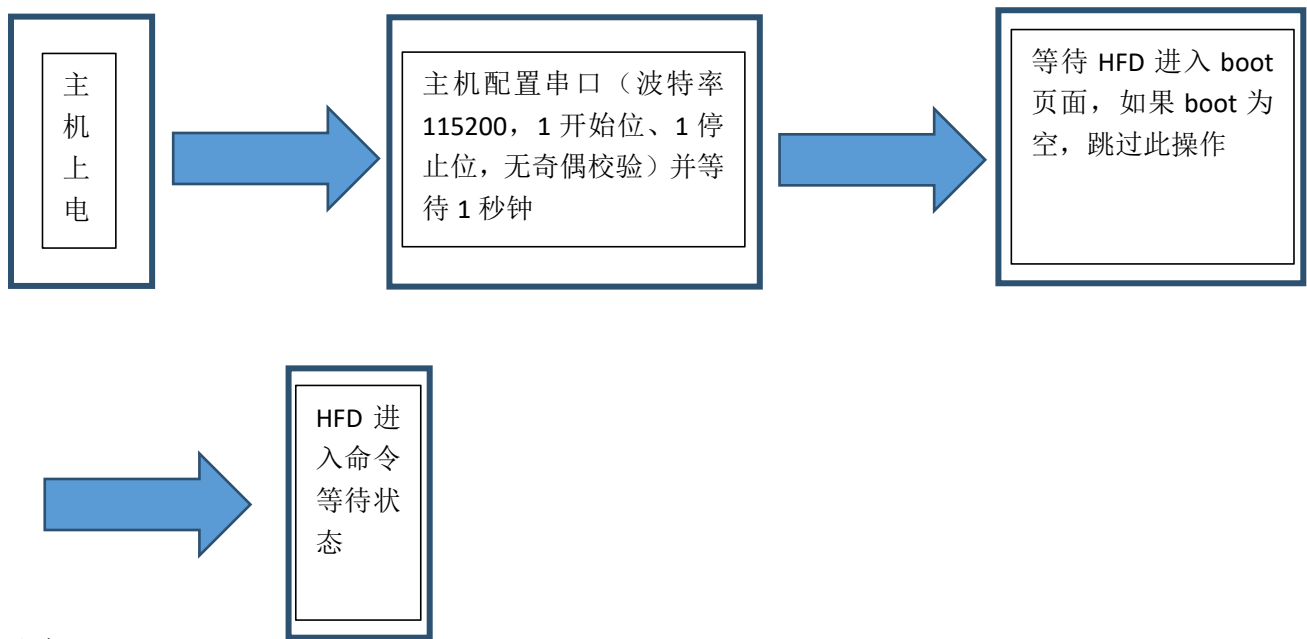 主
机
上
电
主机配置串口（波特率
115200，1 开始位、1 停
止位，无奇偶校验）并等
待 1 秒钟
等待 HFD 进入 boot
页面，如果 boot 为
空，跳过此操作
HFD 进
入命令
等待状
态